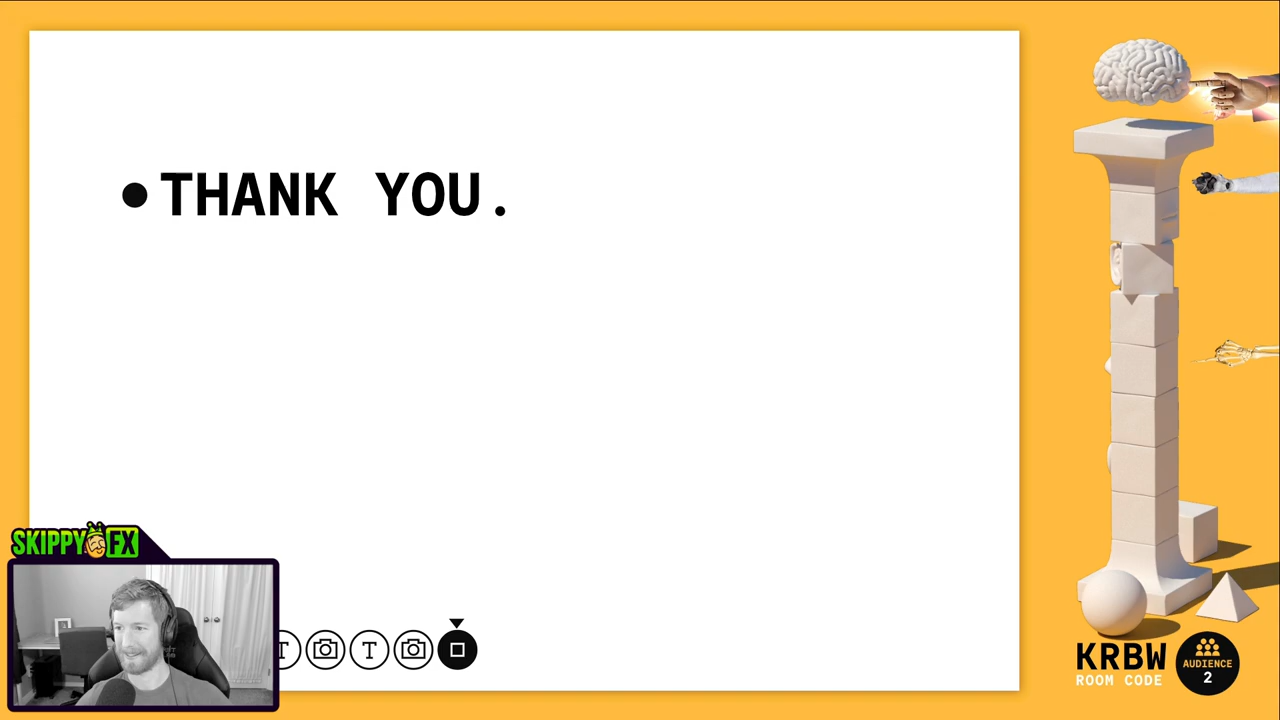 •THANK YOU.
SKIPPY FX
T T
KRBW
ROOM CODE
AUDIENCE
2